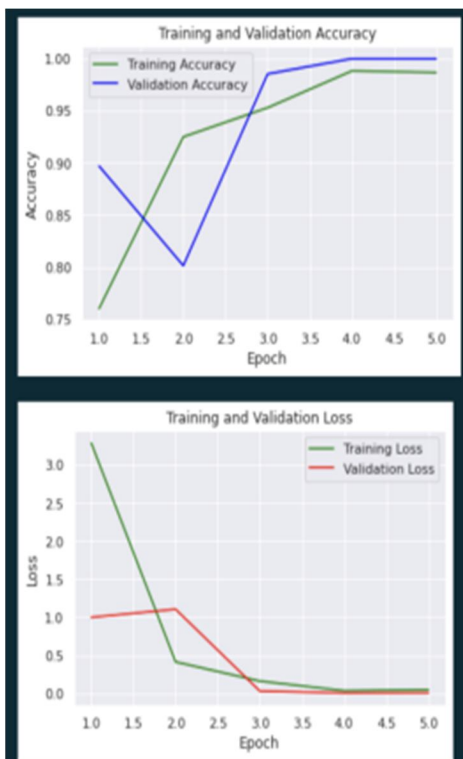 Training and Validation Accuracy
1.00
0.95
0.90
0.85
0.80
0.75
Accuracy
Training Accuracy
Validation Accuracy
1.0 1.5 2.0 2.5 3.0 3.5 4.0 4.5 5.0
Epoch
Training and Validation Loss
3.0
2.5
2.0
1.5
1.0
0.5
0.0
Loss
Training Loss
Validation Loss
1.0 1.5 2.0 2.5 3.0 3.5 4.0 4.5 5.0
Epoch